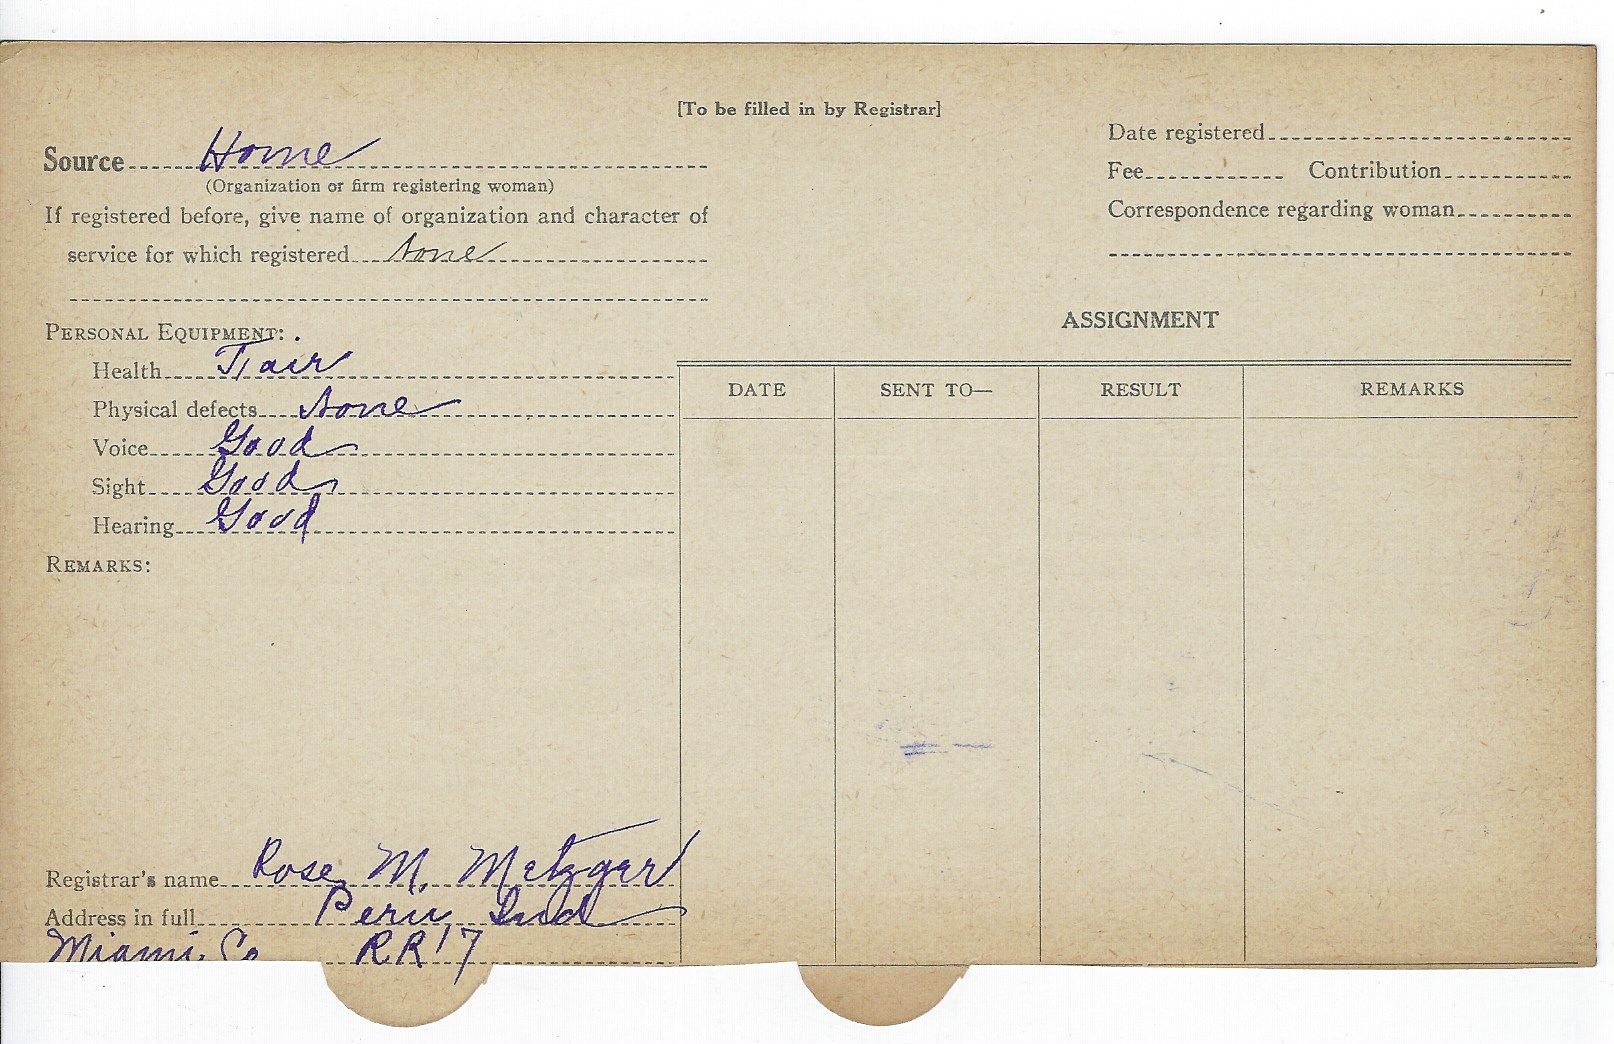 [To be filled in by Registrar]
Source Home
(Organization or firm registering woman)
If registered before, give name of organization and character of
service for which registered None
PERSONAL EQUIPMENT:
Health Fair
Physical defects None
Voice Good
Sight Good
Hearing Good
REMARKS:
Registrar's name Rose M. Metzger
Address in full Peru, Ind
Miami, Co RR 17
Date registered
Fee Contribution
Correspondence regarding woman
ASSIGNMENT
DATE SENT TO— RESULT REMARKS